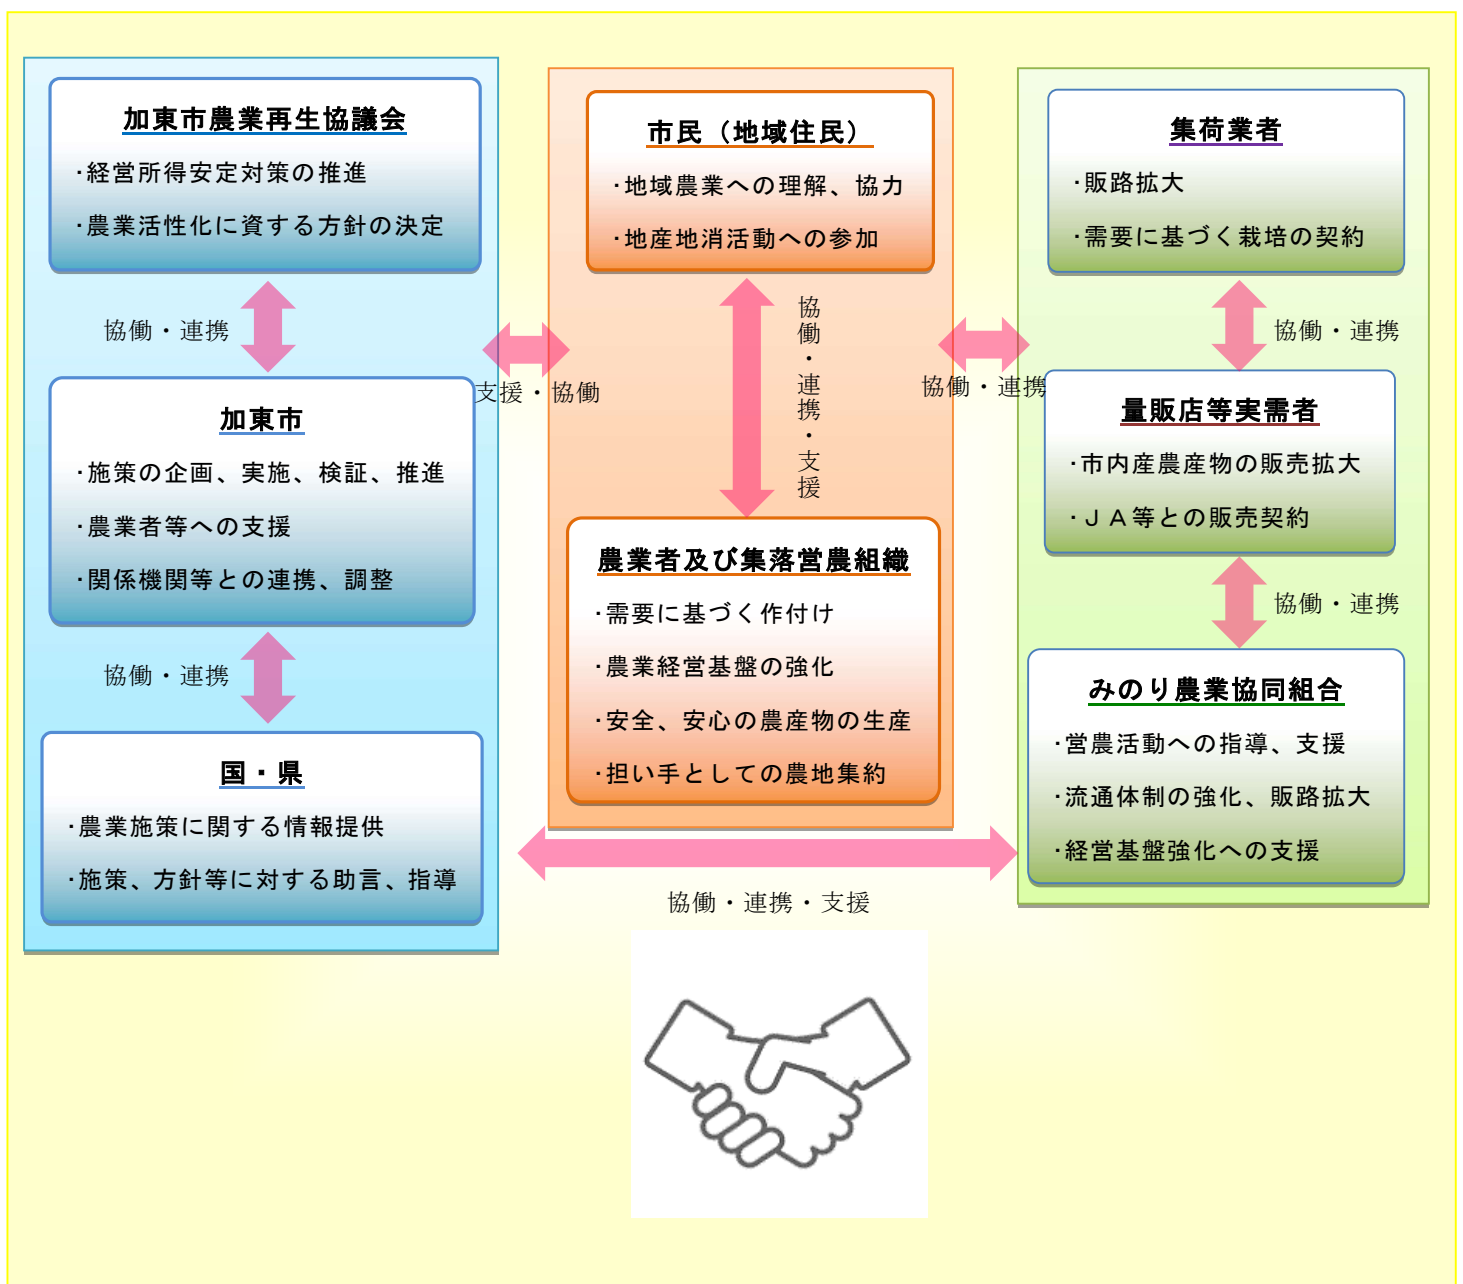 加東市農業再生協議会
･経営所得安定対策の推進
･農業活性化に資する方針の決定
協働・連携
加東市
･施策の企画、実施、検証、推進
･農業者等への支援
･関係機関等との連携、調整
協働・連携
国・県
･農業施策に関する情報提供
･施策、方針等に対する助言、指導
支援・協働
市民（地域住民）
･地域農業への理解、協力
･地産地消活動への参加
協働・連携・支援
農業者及び集落営農組織
･需要に基づく作付け
･農業経営基盤の強化
･安全、安心の農産物の生産
･担い手としての農地集約
協働・連携
集荷業者
･販路拡大
･需要に基づく栽培の契約
協働・連携
量販店等実需者
･市内産農産物の販売拡大
･ＪＡ等との販売契約
協働・連携
みのり農業協同組合
･営農活動への指導、支援
･流通体制の強化、販路拡大
･経営基盤強化への支援
協働・連携・支援